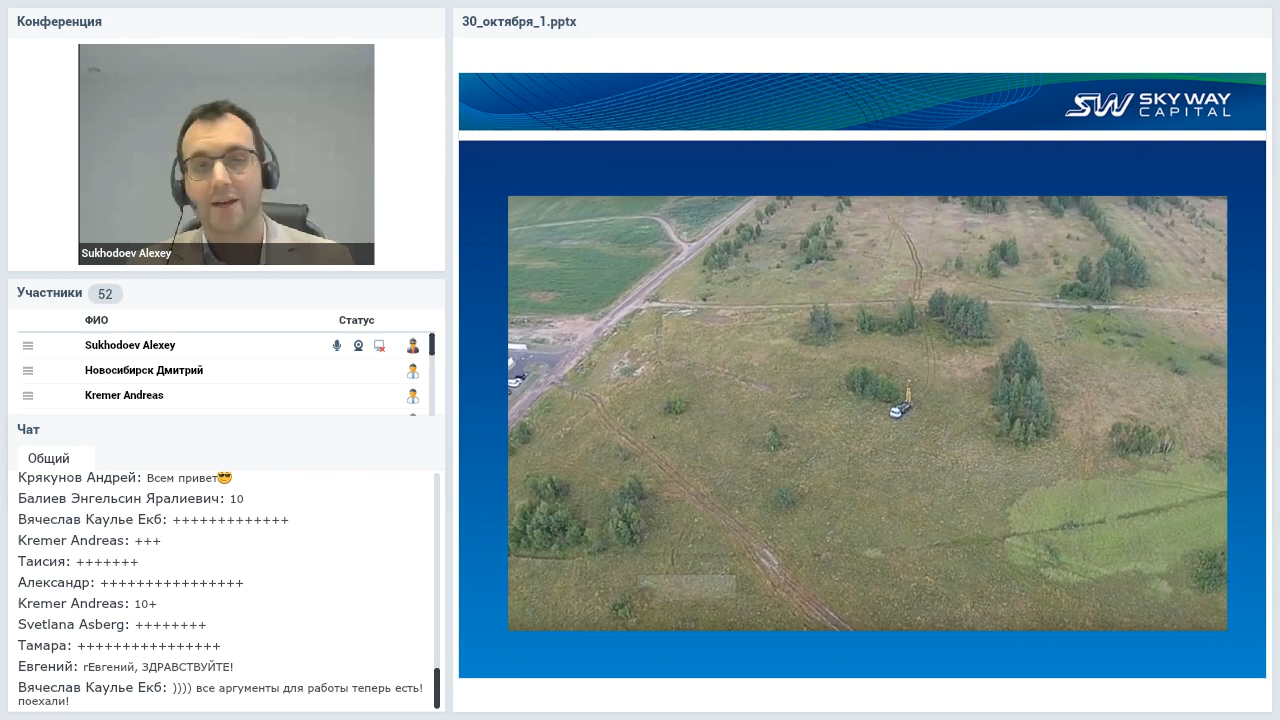 Конференция
Sukhodoev Alexey
Участники 52
ФИО Статус
Sukhodoev Alexey
Новосибирск Дмитрий
Kremer Andreas
Чат
Общий
Крякунов Андрей: Всем привет😎
Балиев Энгельсин Яралиевич: 10
Вячеслав Каулье Екб: +++++++++++++
Kremer Andreas: +++
Таисия: +++++++
Александр: ++++++++++++++++
Kremer Andreas: 10+
Svetlana Asberg: ++++++++
Тамара: ++++++++++++++++
Евгений: гЕвгений, ЗДРАВСТВУЙТЕ!
Вячеслав Каулье Екб: )))) все аргументы для работы теперь есть!
поехали!
30_октября_1.pptx
SW SKY WAY
CAPITAL